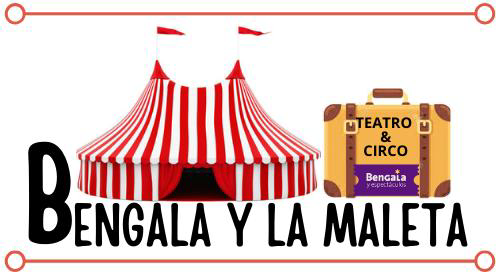 TEATRO
&
CIRCO
Bengala
y espectáculos
BENGALA Y LA MALETA